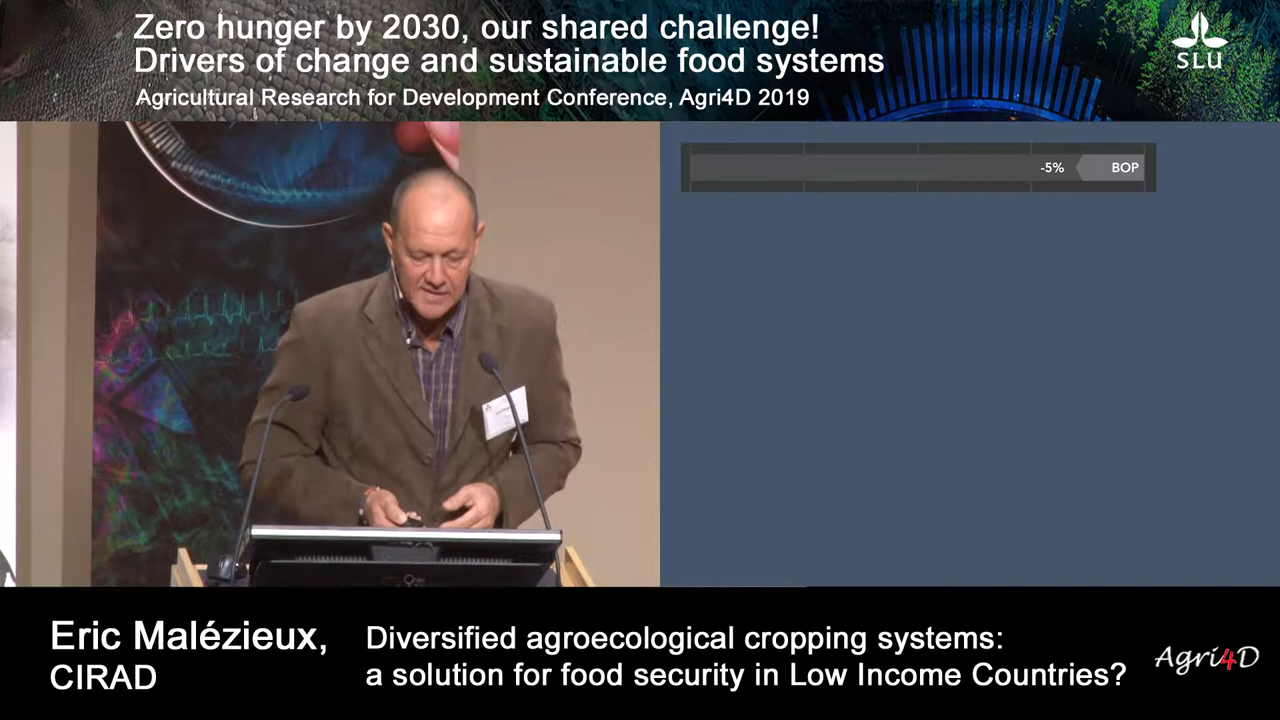 Zero hunger by 2030, our shared challenge!
Drivers of change and sustainable food systems
Agricultural Research for Development Conference, Agri4D 2019
SLU
-5% BOP
Eric Malézieux,
CIRAD
Diversified agroecological cropping systems:
a solution for food security in Low Income Countries?
Agri4D